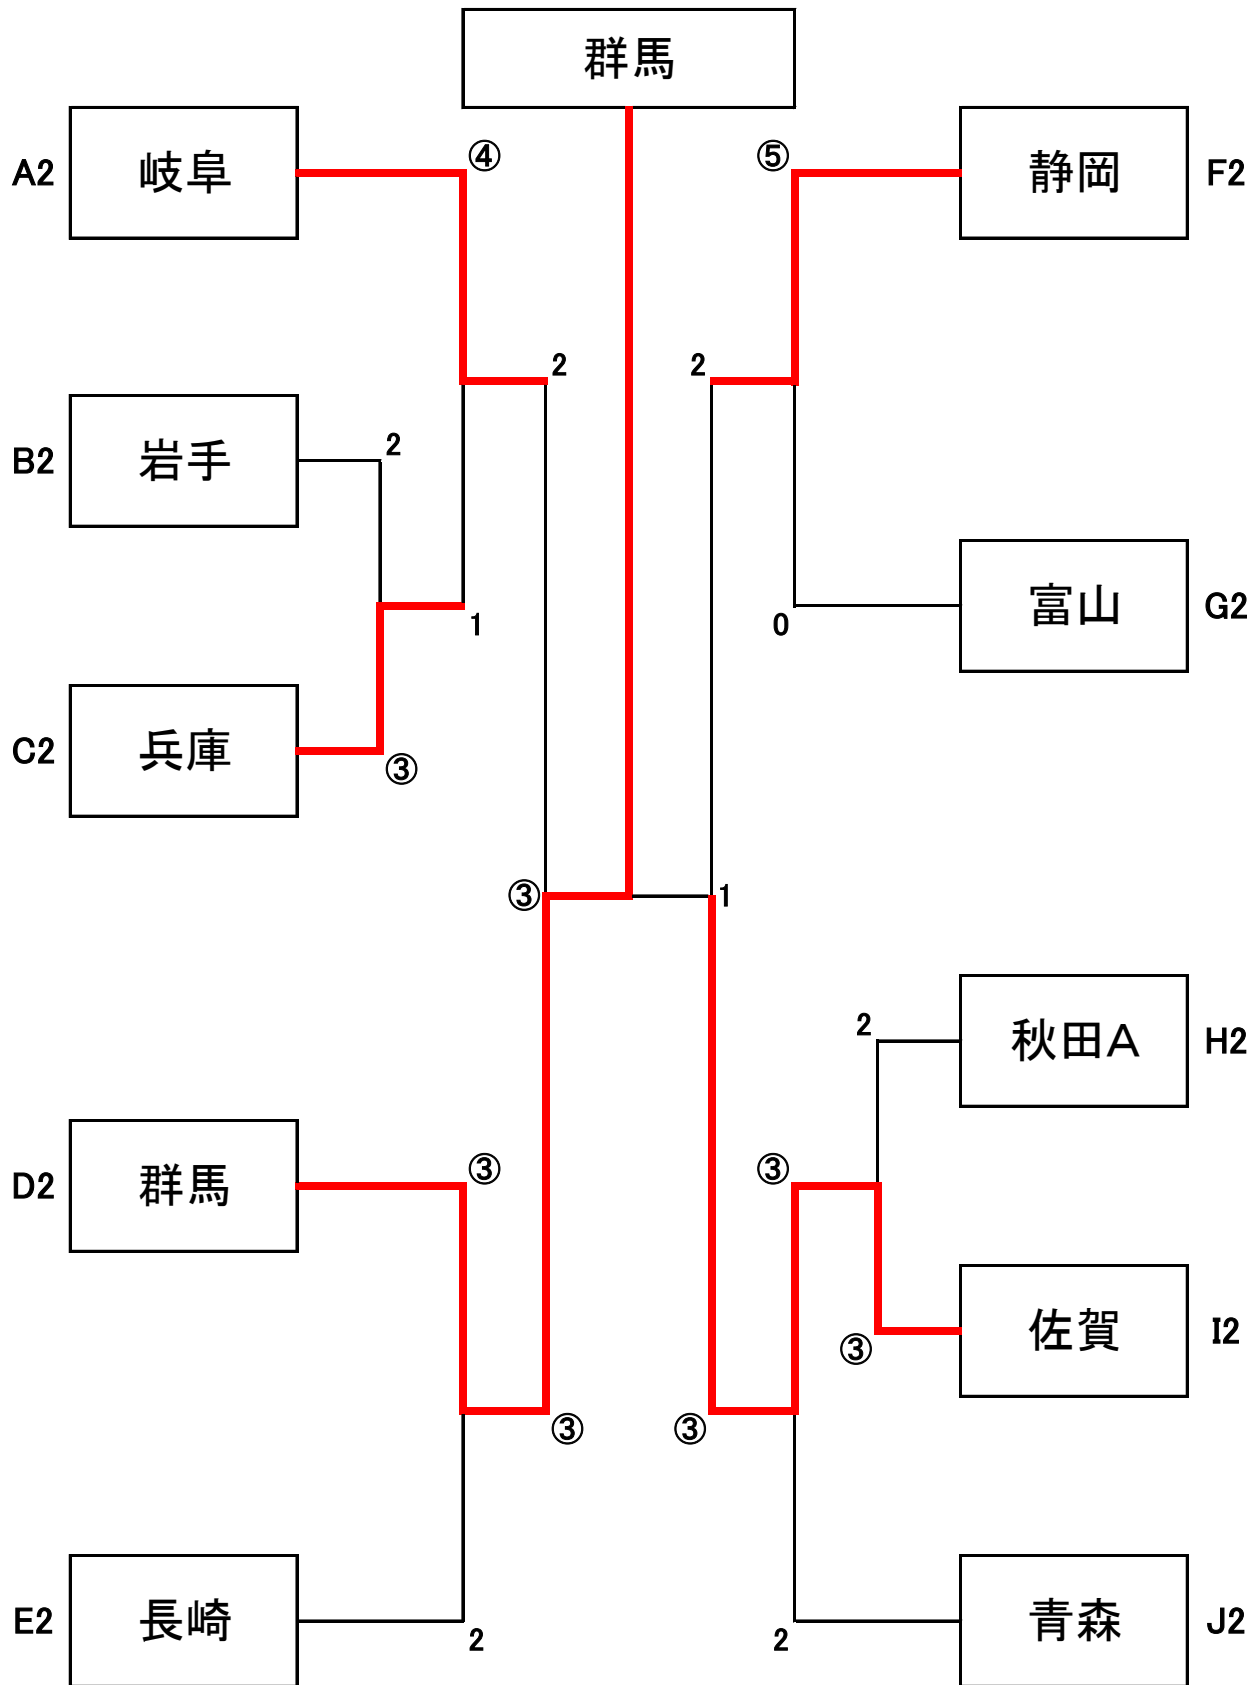 群馬
A2 岐阜 ④ ⑤ 静岡 F2
2 2
B2 岩手 2
1 0 富山 G2
C2 兵庫 ③
③ 1
2 秋田A H2
D2 群馬 ③ ③
③ 佐賀 I2
③ ③
E2 長崎 2 2 青森 J2